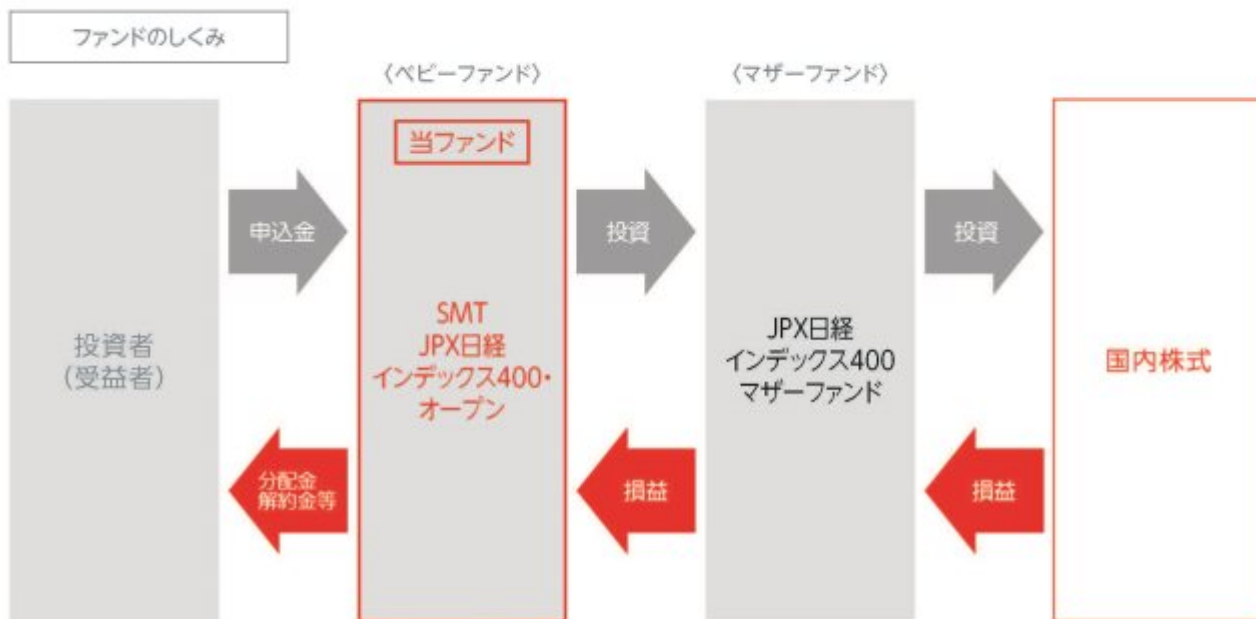 ファンドのしくみ
〈ベビーファンド〉
〈マザーファンド〉
当ファンド
申込金
投資
投資
投資者
(受益者)
SMT
JPX日経
インデックス400・
オープン
JPX日経
インデックス400
マザーファンド
国内株式
分配金
解約金等
損益
損益